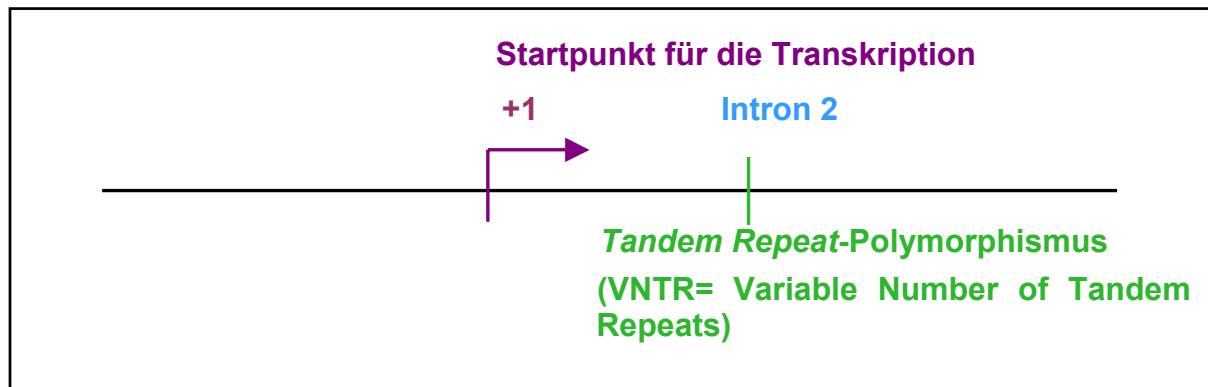 Startpunkt für die Transkription
+1
Intron 2
Tandem Repeat-Polymorphismus
(VNTR= Variable Number of Tandem
Repeats)